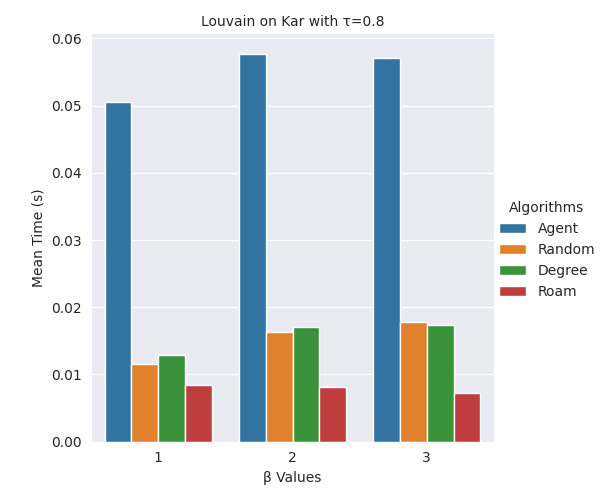 Louvain on Kar with τ=0.8
0.06
0.05
0.04
0.03
0.02
0.01
0.00
Mean Time (s)
1 2 3
β Values
Algorithms
Agent
Random
Degree
Roam